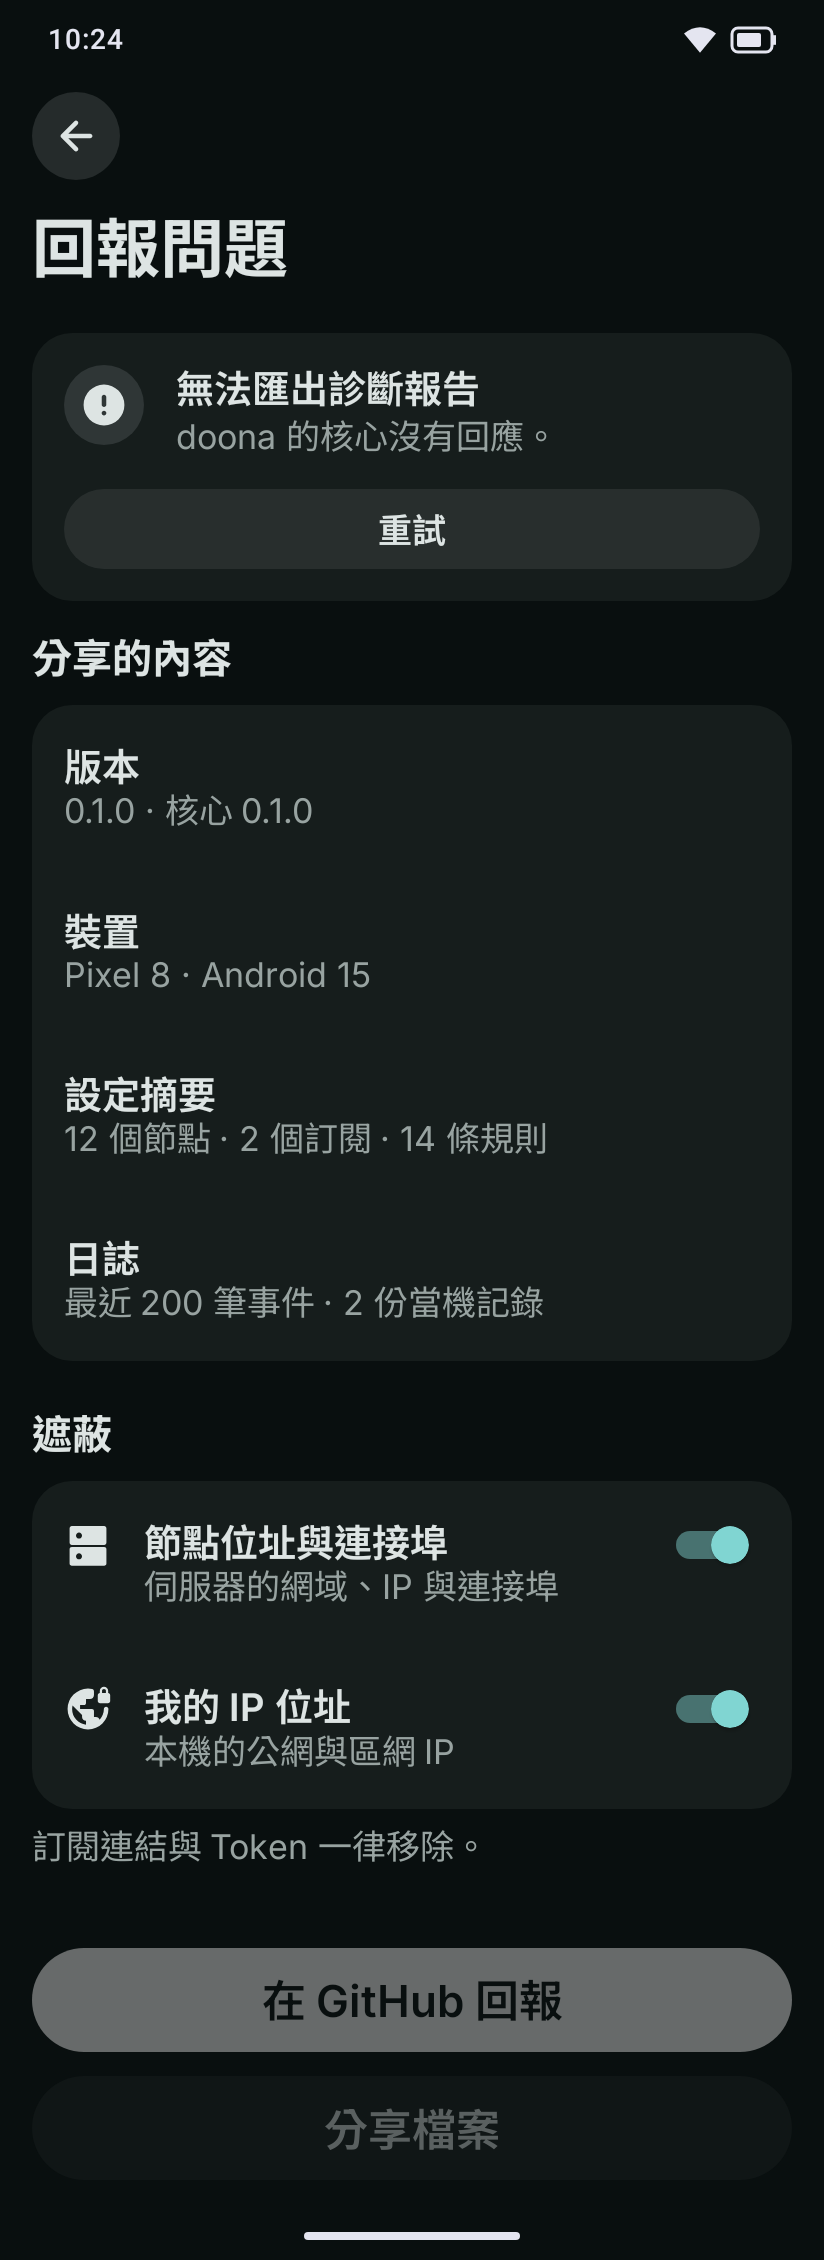 10:24
回報問題
無法匯出診斷報告
doona 的核心沒有回應。
重試
分享的內容
版本
0.1.0 · 核心 0.1.0
裝置
Pixel 8 · Android 15
設定摘要
12 個節點 · 2 個訂閱 · 14 條規則
日誌
最近 200 筆事件 · 2 份當機記錄
遮蔽
節點位址與連接埠
伺服器的網域、IP 與連接埠
我的 IP 位址
本機的公網與區網 IP
訂閱連結與 Token 一律移除。
在 GitHub 回報
分享檔案